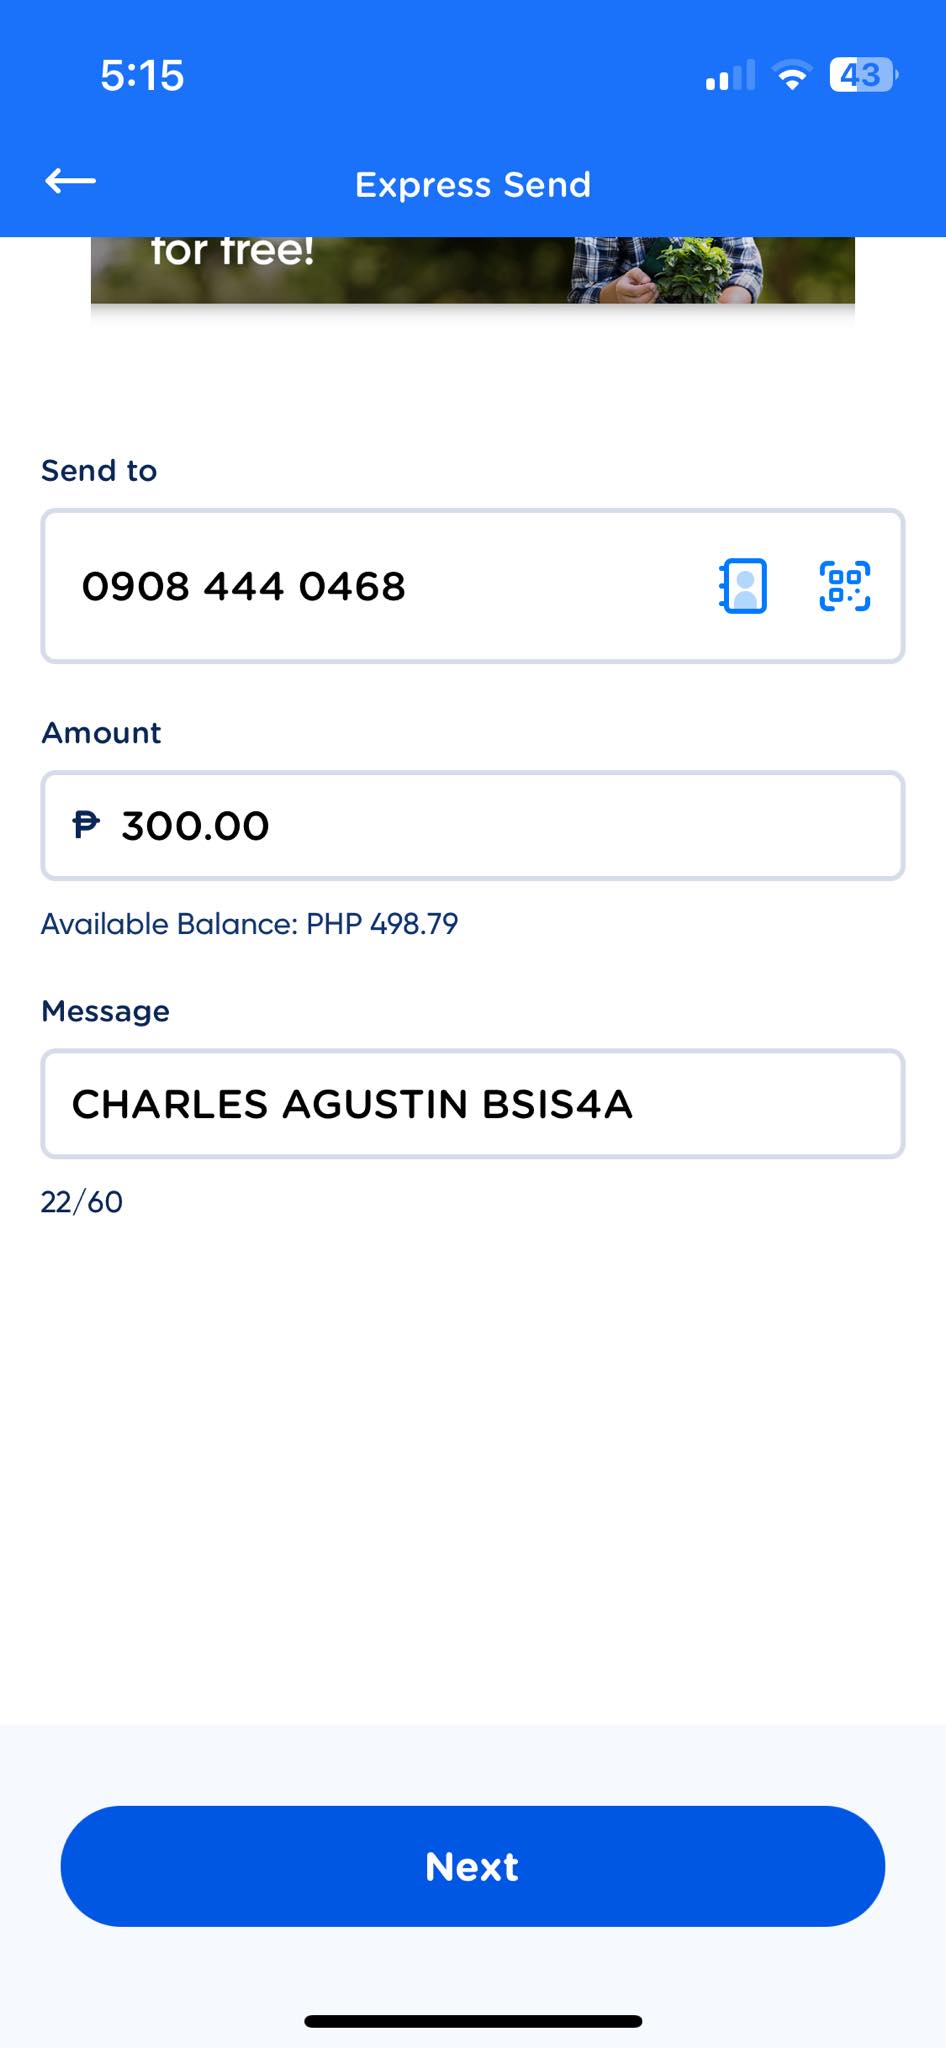 5:15
43
Express Send
for free!
Send to
0908 444 0468
Amount
₱ 300.00
Available Balance: PHP 498.79
Message
CHARLES AGUSTIN BSIS4A
22/60
Next